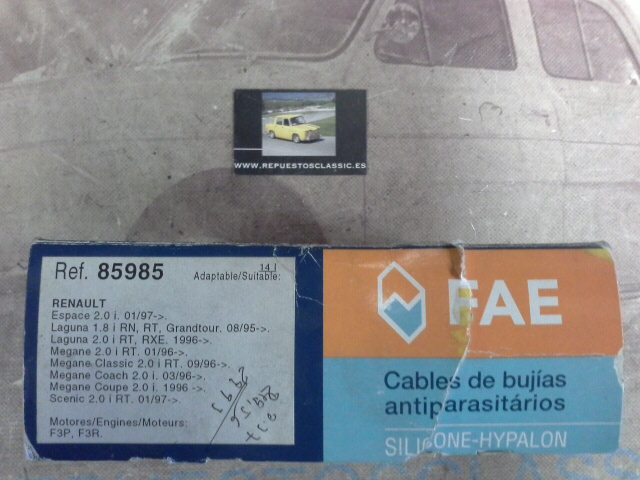 WWW.REPUESTOSCLASSIC.ES
Ref. 85985
14 I
Adaptable/Suitable:
RENAULT
Espace 2.0 i. 01/97->.
Laguna 1.8 i RN, RT, Grandtour. 08/95->.
Laguna 2.0 i RT, RXE. 1996->.
Megane 2.0 i RT. 01/96->.
Megane Classic 2.0 i RT. 09/96->.
Megane Coach 2.0 i. 03/96->.
Megane Coupe 2.0 i. 1996 ->.
Scenic 2.0 i RT. 01/97->.
Motores/Engines/Moteurs:
F3P, F3R.
FAE
Cables de bujías
antiparasitários
SILICONE-HYPALON